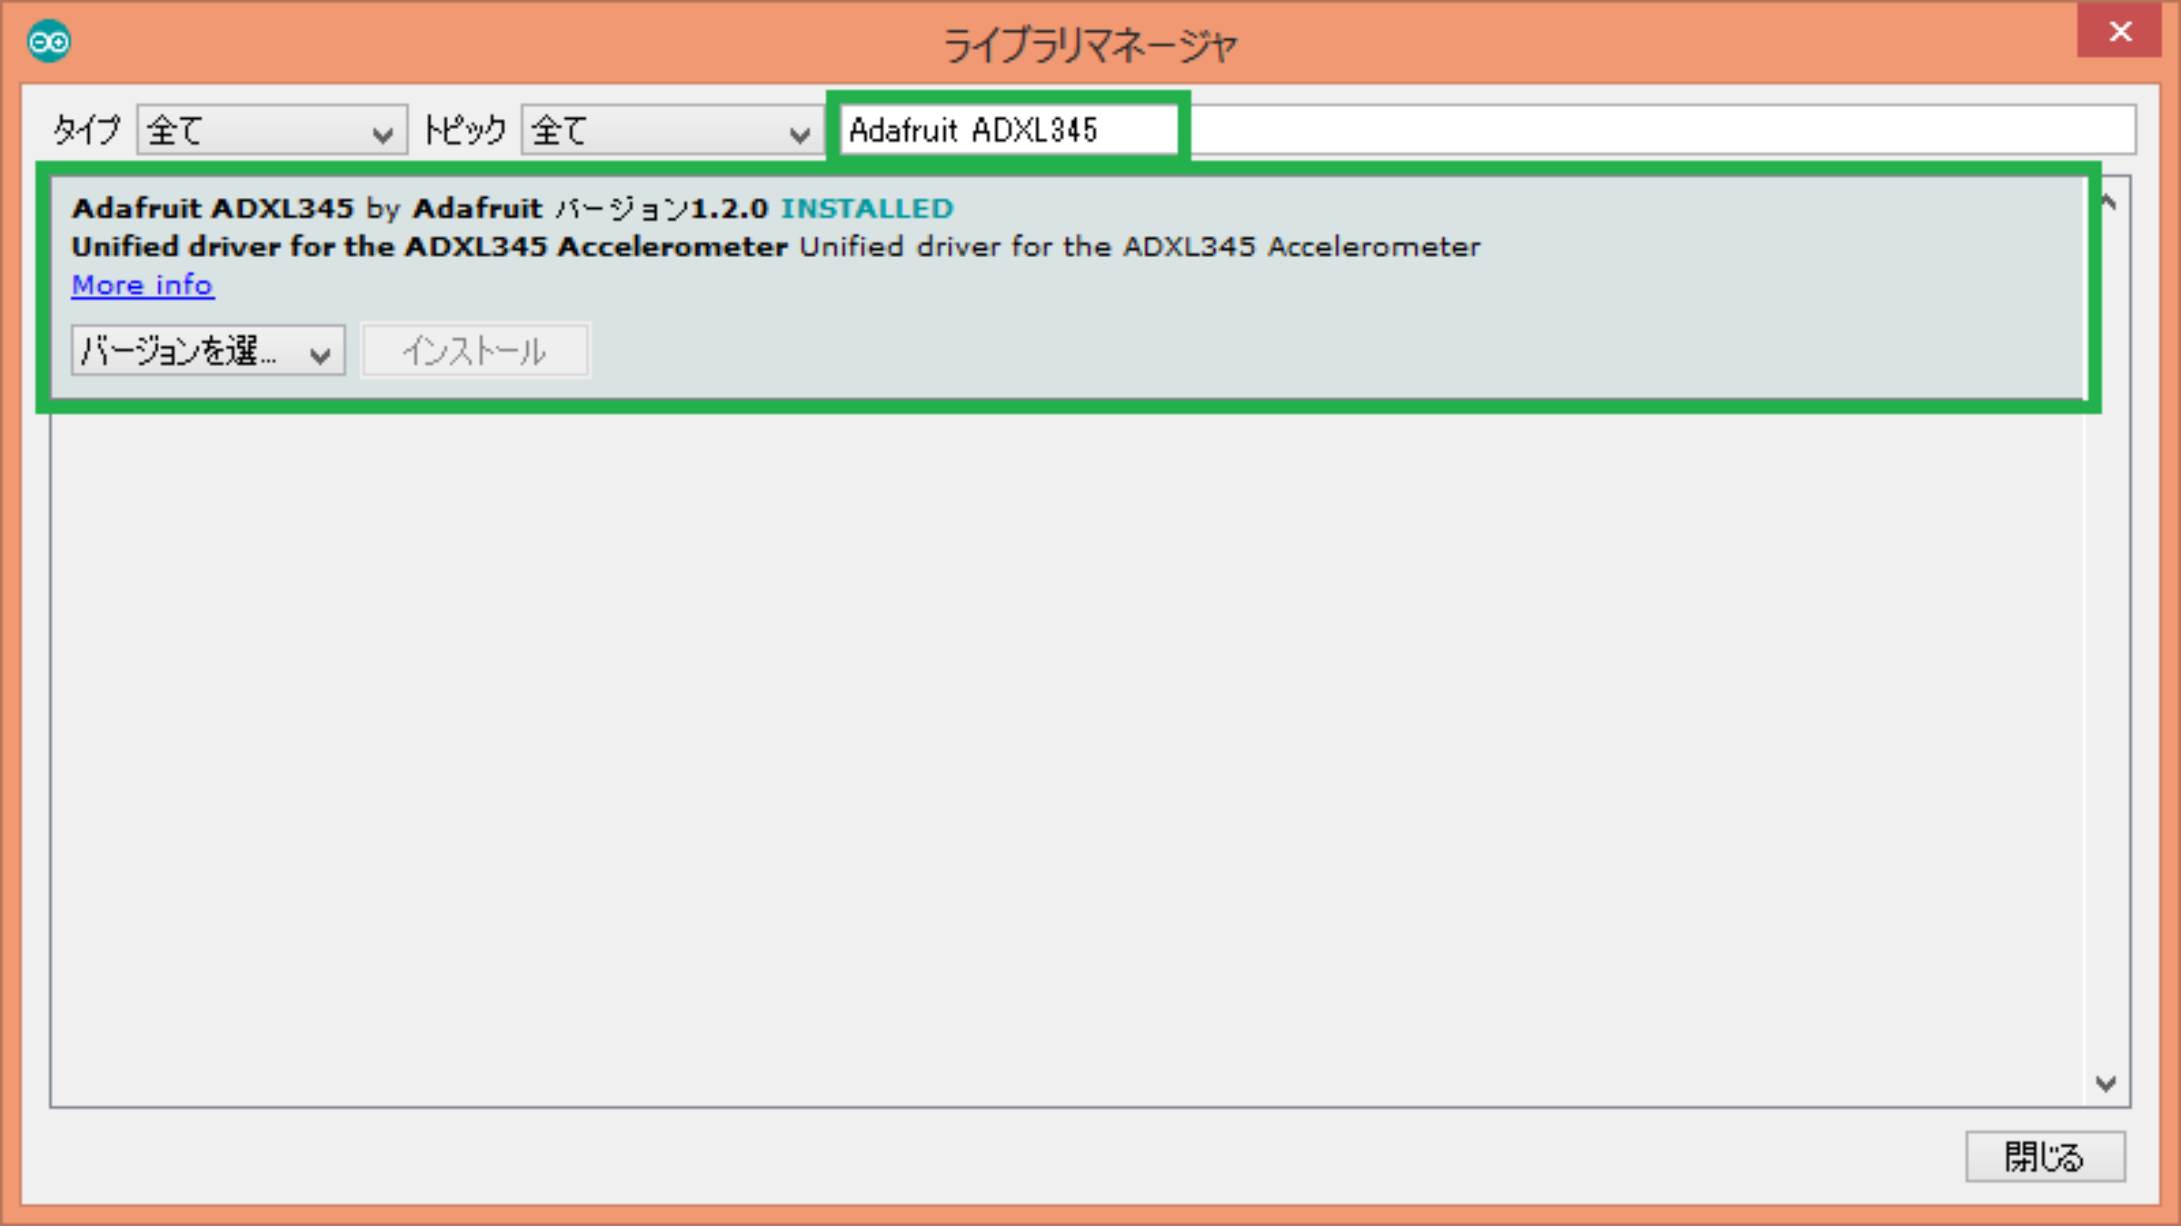 ライブラリマネージャ
タイプ 全て トピック 全て Adafruit ADXL345
Adafruit ADXL345 by Adafruit バージョン1.2.0 INSTALLED
Unified driver for the ADXL345 Accelerometer Unified driver for the ADXL345 Accelerometer
More info
バージョンを選... インストール
閉じる